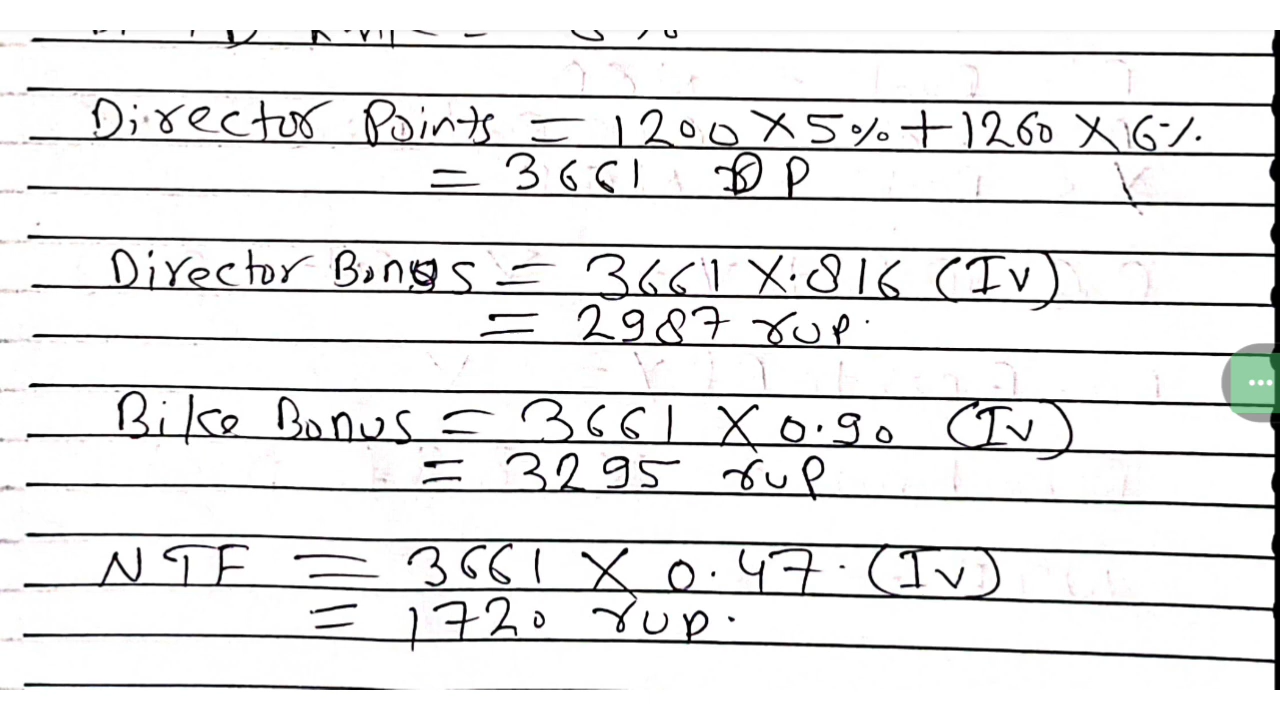 Director Points = 1200 X 5% + 1260 X 16%
= 3661 DP
Director Bonus = 3661 X .816 (Iv)
= 2987 rup.
Bike Bonus = 3661 X 0.90 (Iv)
= 3295 rup
NTF = 3661 X 0.47. (Iv)
= 1720 rup.